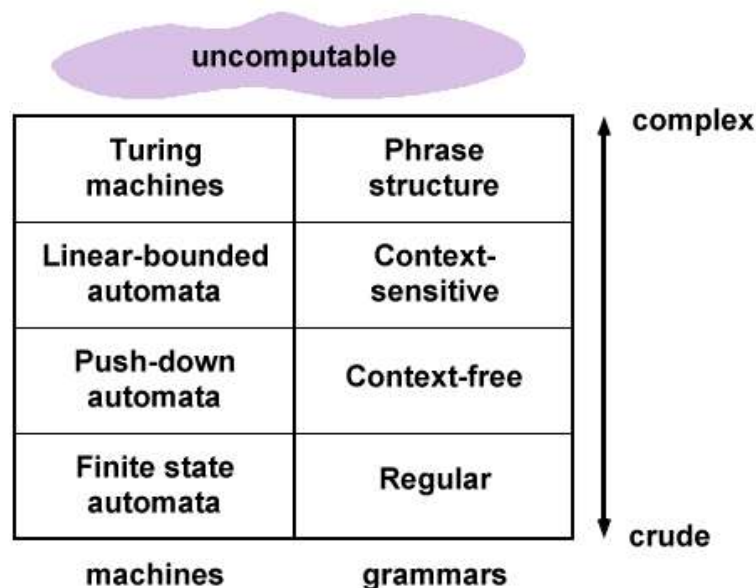 uncomputable
complex
Turing
machines
Phrase
structure
Linear-bounded
automata
Context-
sensitive
Push-down
automata
Context-free
Finite state
automata
Regular
crude
machines
grammars